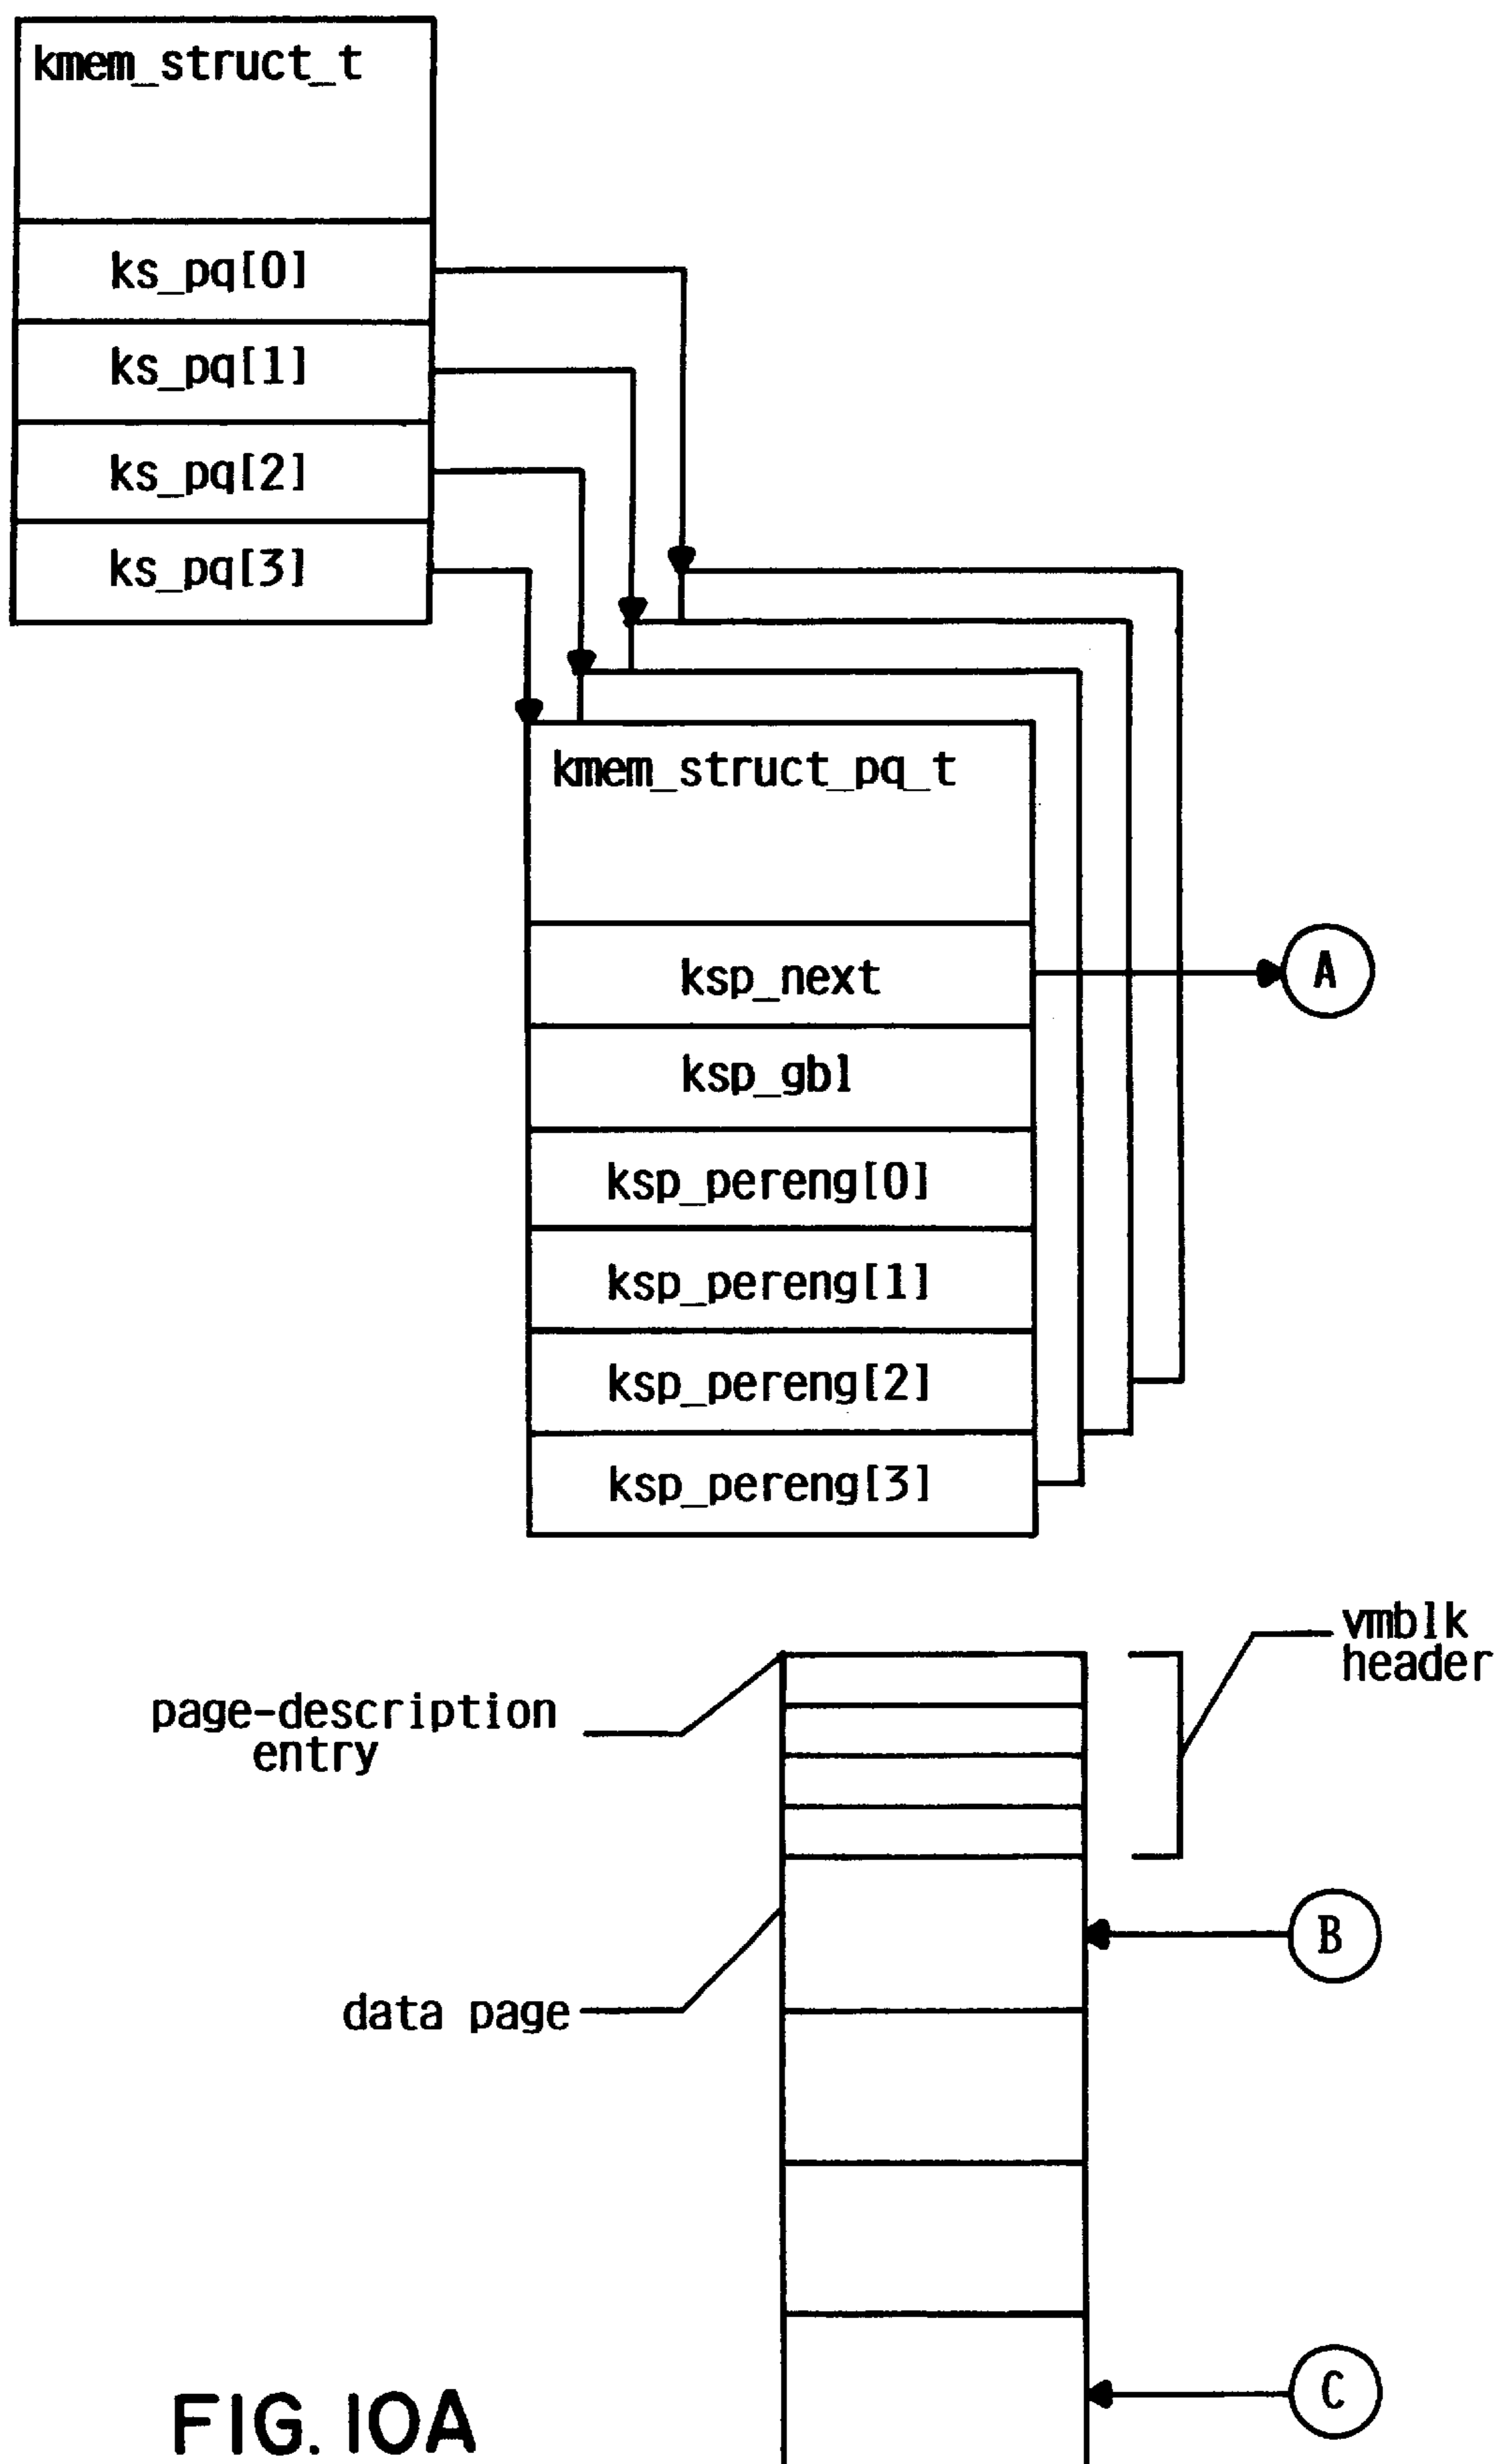 kmem_struct_t
ks_pq[0]
ks_pq[1]
ks_pq[2]
ks_pq[3]
kmem_struct_pq_t
ksp_next
A
ksp_gbl
ksp_pereng[0]
ksp_pereng[1]
ksp_pereng[2]
ksp_pereng[3]
vmblk
header
page-description
entry
B
data page
C
FIG. 10A